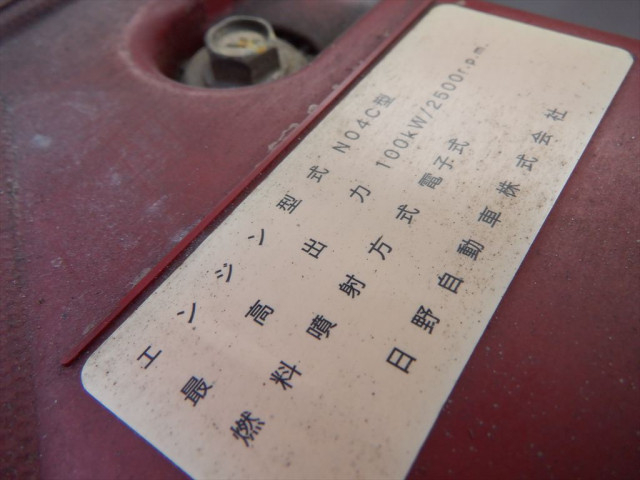 エンジン型式 N04C型
最高出力 100kW/2500r.p.m.
燃料噴射方式 電子式
日野自動車株式会社